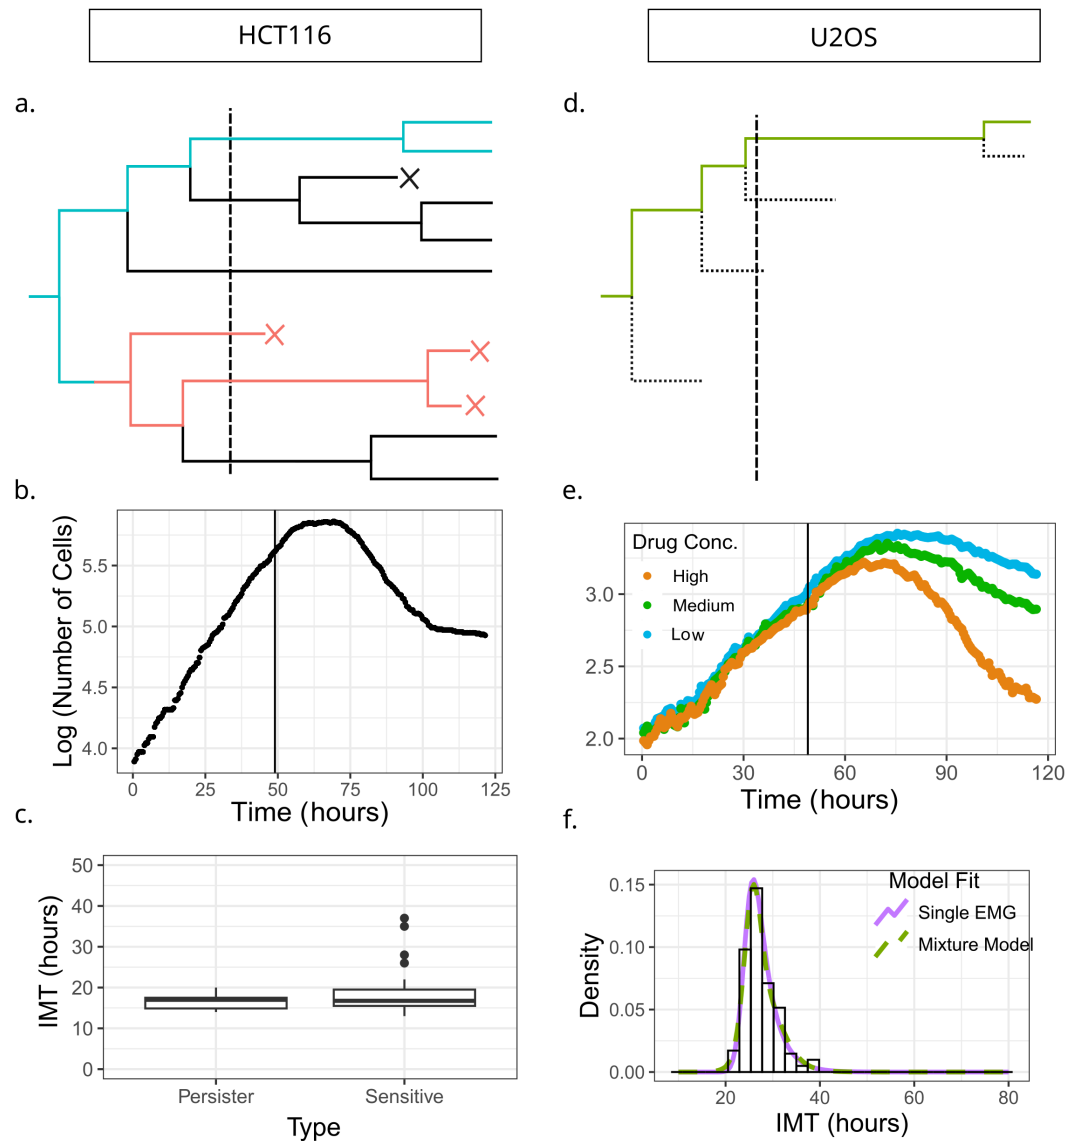 HCT116
U2OS
a.
d.
b.
e.
Log (Number of Cells)
5.5
5.0
4.5
4.0
0
25
50
75
100
125
Time (hours)
Drug Conc.
High
Medium
Low
3.0
2.5
2.0
0
30
60
90
120
Time (hours)
c.
f.
IMT (hours)
50
40
30
20
10
0
Persister
Sensitive
Type
Density
0.15
0.10
0.05
0.00
Model Fit
Single EMG
Mixture Model
20
40
60
80
IMT (hours)